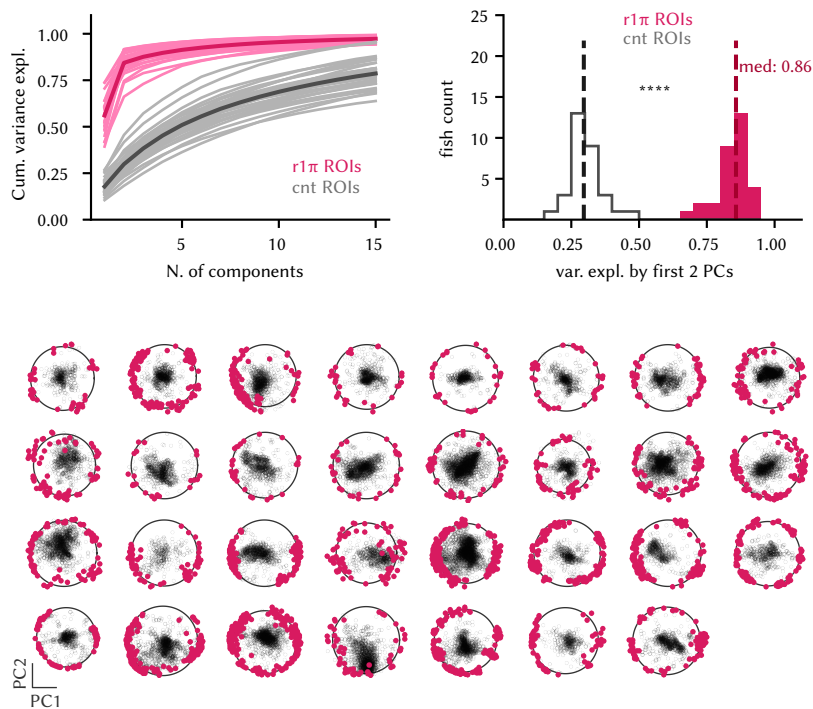 Cum. variance expl.
1.00
0.75
0.50
0.25
0.00
r1π ROIs
cnt ROIs
5
10
15
N. of components
fish count
25
20
15
10
5
r1π ROIs
cnt ROIs
med: 0.86
****
0.00
0.25
0.50
0.75
1.00
var. expl. by first 2 PCs
PC2
PC1